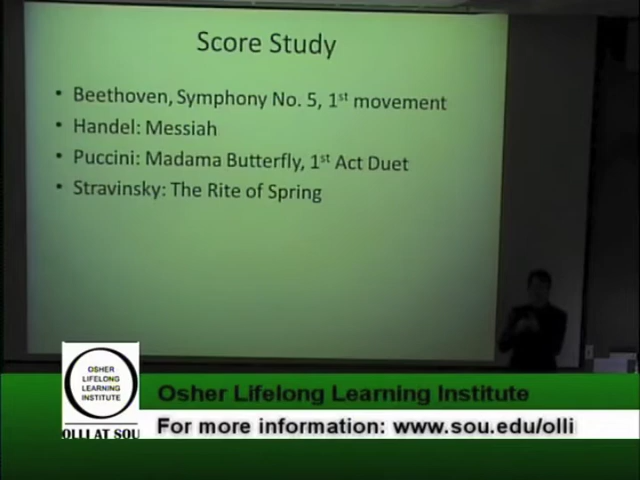 Score Study
• Beethoven, Symphony No. 5, 1st movement
• Handel: Messiah
• Puccini: Madama Butterfly, 1st Act Duet
• Stravinsky: The Rite of Spring
OSHER
LIFELONG
LEARNING
INSTITUTE
OLLI AT SOU
Osher Lifelong Learning Institute
For more information: www.sou.edu/olli